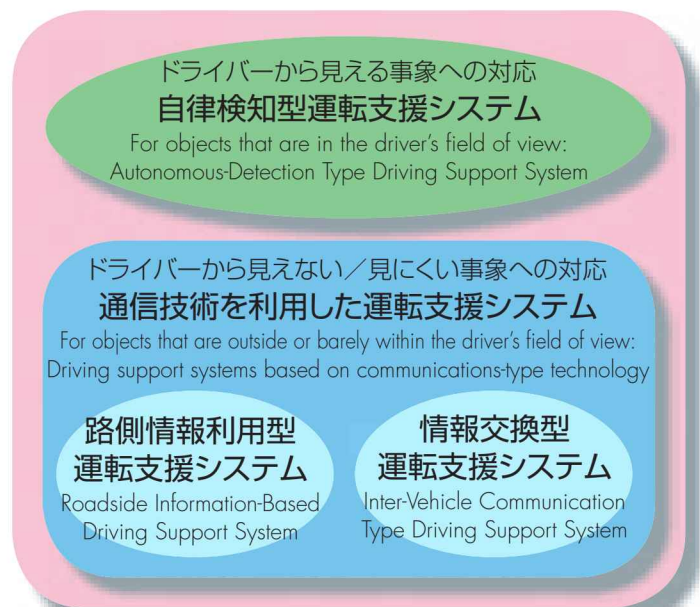 ドライバーから見える事象への対応
自律検知型運転支援システム
For objects that are in the driver’s field of view:
Autonomous-Detection Type Driving Support System
ドライバーから見えない／見にくい事象への対応
通信技術を利用した運転支援システム
For objects that are outside or barely within the driver’s field of view:
Driving support systems based on communications-type technology
路側情報利用型
運転支援システム
Roadside Information-Based
Driving Support System
情報交換型
運転支援システム
Inter-Vehicle Communication
Type Driving Support System